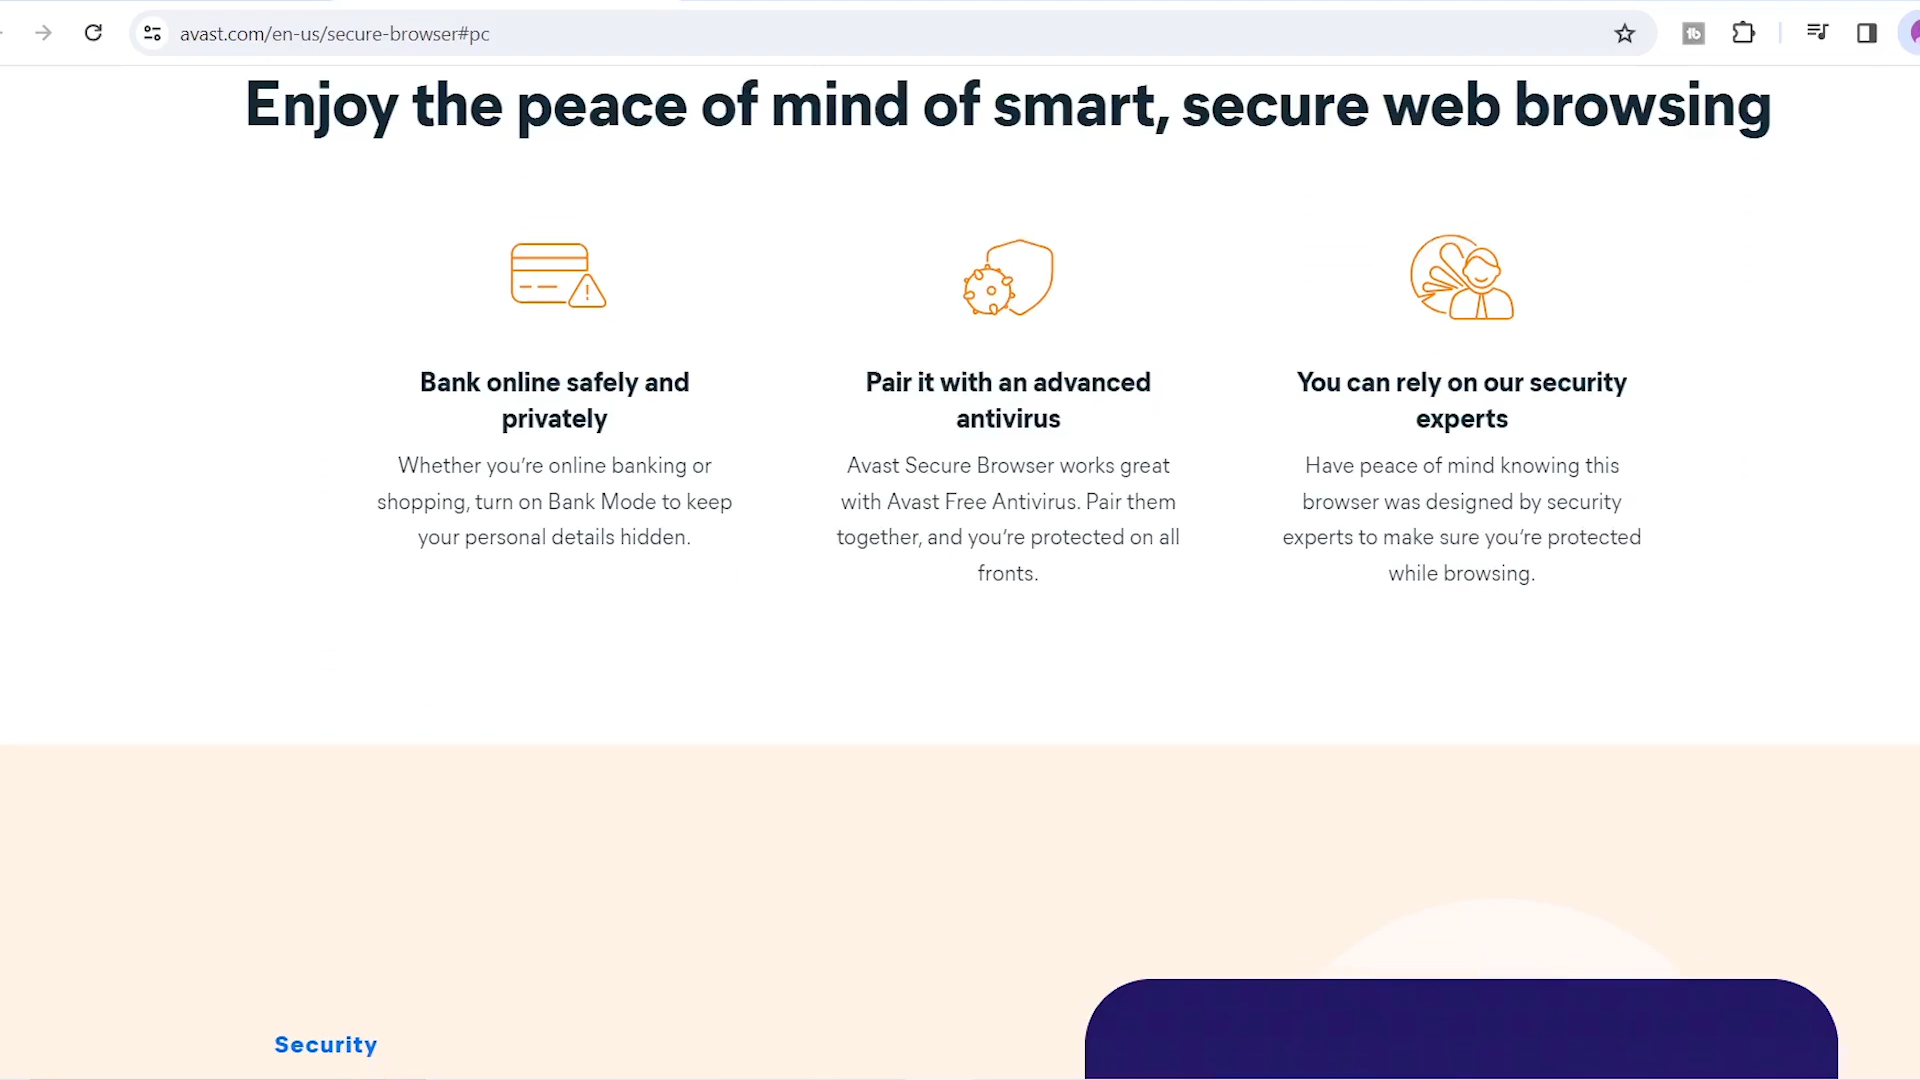 avast.com/en-us/secure-browser#pc
Enjoy the peace of mind of smart, secure web browsing
Bank online safely and
privately
Whether you’re online banking or
shopping, turn on Bank Mode to keep
your personal details hidden.
Pair it with an advanced
antivirus
Avast Secure Browser works great
with Avast Free Antivirus. Pair them
together, and you’re protected on all
fronts.
You can rely on our security
experts
Have peace of mind knowing this
browser was designed by security
experts to make sure you’re protected
while browsing.
Security